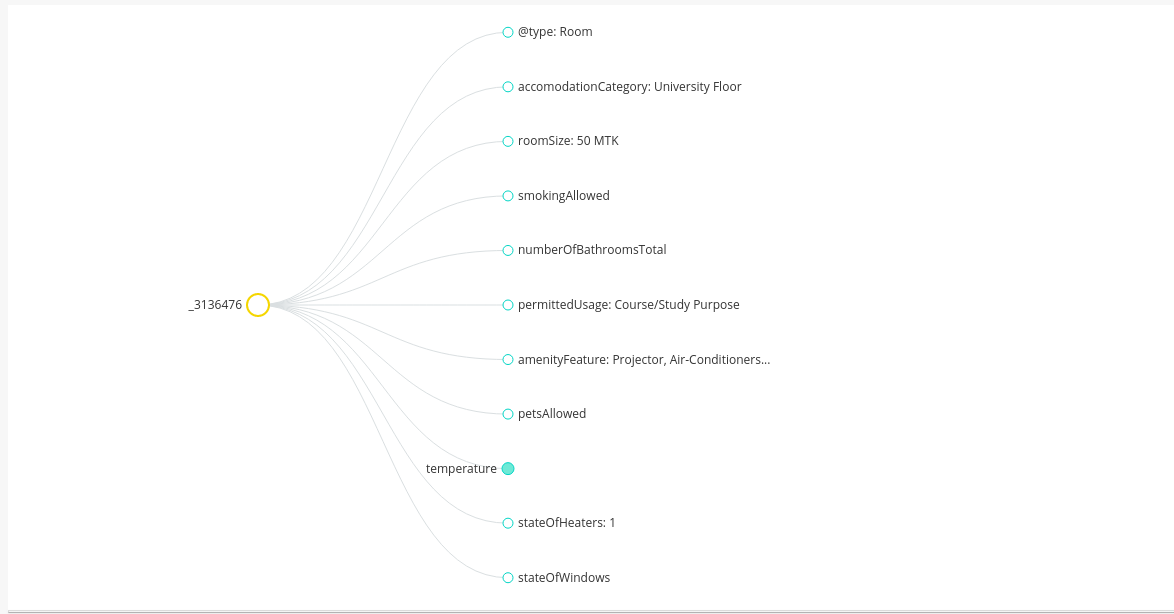 @type: Room
accomodationCategory: University Floor
roomSize: 50 MTK
smokingAllowed
numberOfBathroomsTotal
_3136476
permittedUsage: Course/Study Purpose
amenityFeature: Projector, Air-Conditioners...
petsAllowed
temperature
stateOfHeaters: 1
stateOfWindows